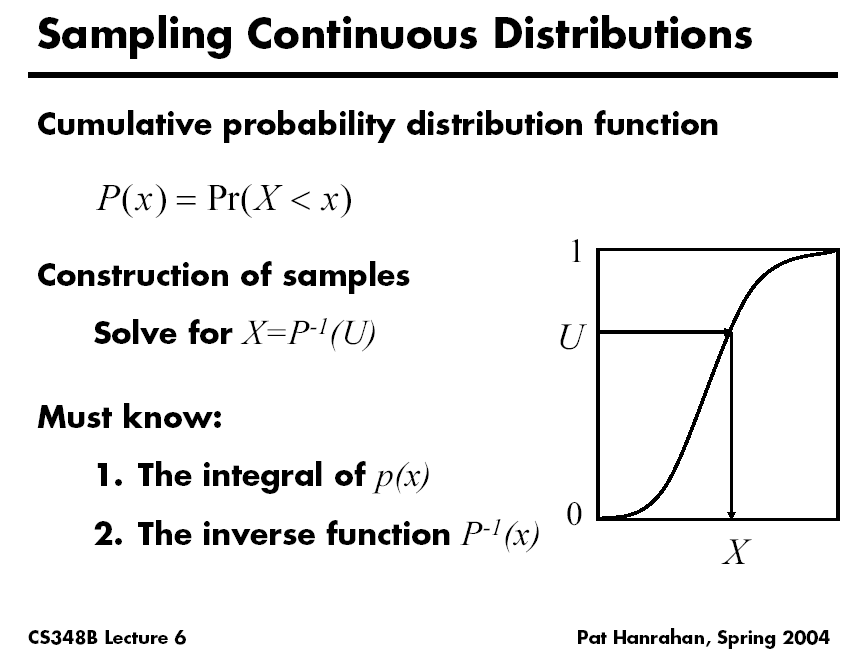 Sampling Continuous Distributions
Cumulative probability distribution function
P(x) = Pr(X < x)
Construction of samples
Solve for X=P⁻¹(U)
Must know:
1. The integral of p(x)
2. The inverse function P⁻¹(x)
1
U
0
X
CS348B Lecture 6
Pat Hanrahan, Spring 2004